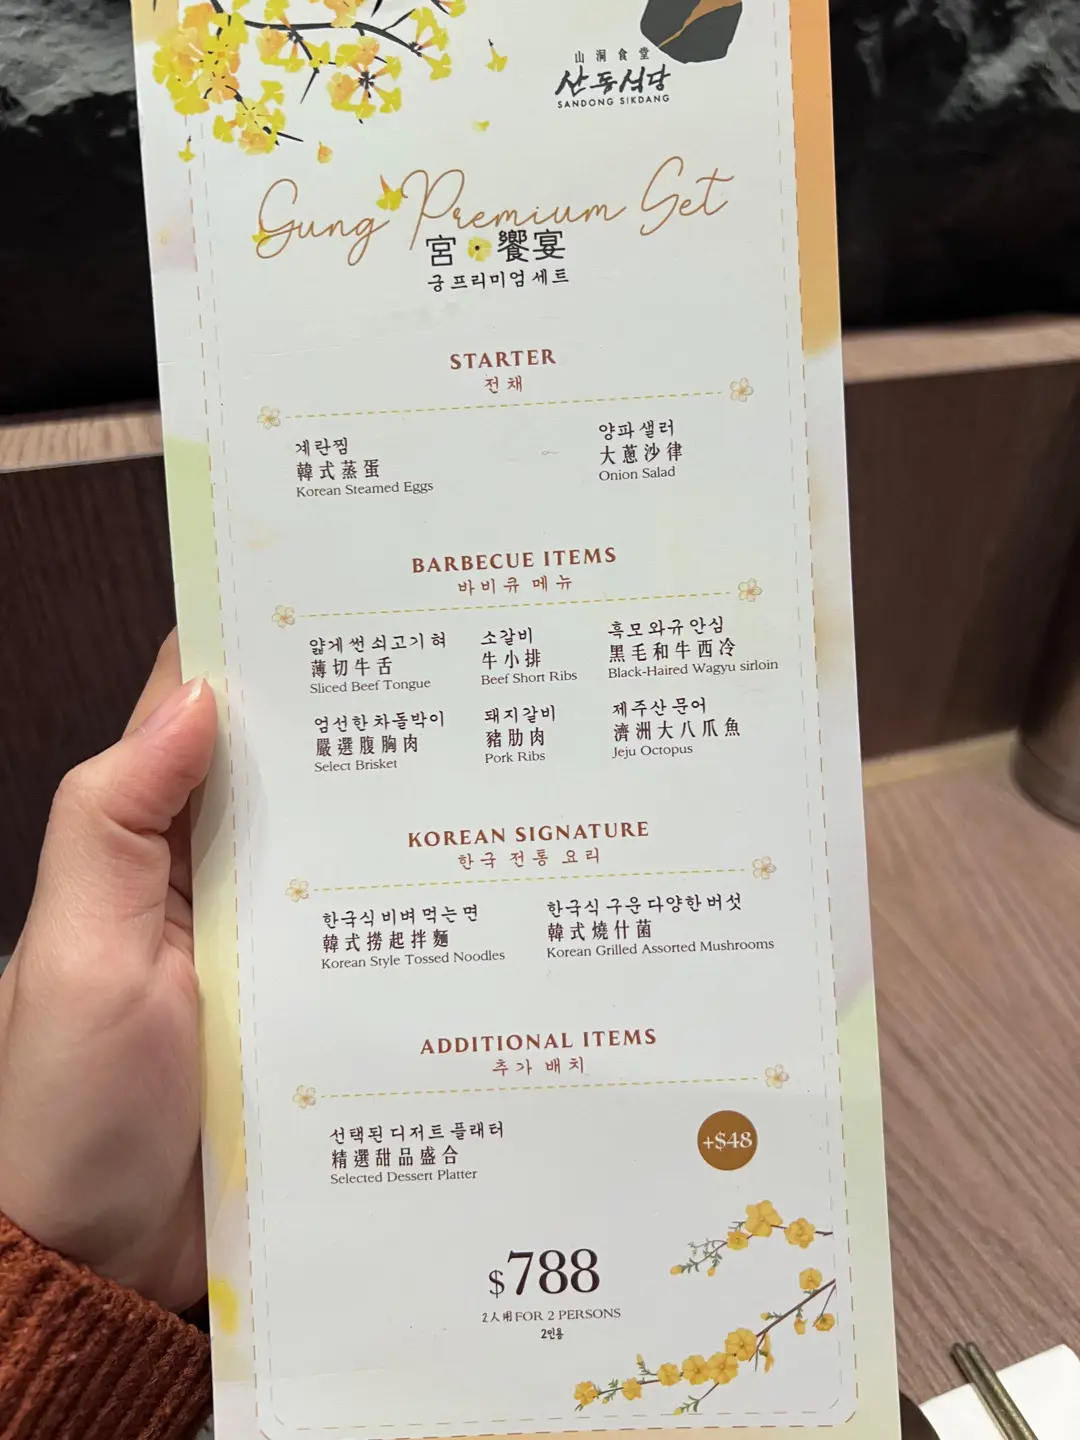 山洞食堂
산동식당
SANDONG SIKDANG
Gung Premium Set
宮 饗宴
궁 프리미엄 세트
STARTER
전채
계란찜
韓式蒸蛋
Korean Steamed Eggs
양파 샐러
大蔥沙律
Onion Salad
BARBECUE ITEMS
바비큐 메뉴
얇게 썬 쇠고기 혀
薄切牛舌
Sliced Beef Tongue
소갈비
牛小排
Beef Short Ribs
흑모 와규 안심
黑毛和牛西冷
Black-Haired Wagyu sirloin
엄선한 차돌박이
嚴選腹胸肉
Select Brisket
돼지갈비
豬肋肉
Pork Ribs
제주산 문어
濟洲大八爪魚
Jeju Octopus
KOREAN SIGNATURE
한국 전통 요리
한국식 비벼 먹는 면
韓式撈起拌麵
Korean Style Tossed Noodles
한국식 구운 다양한 버섯
韓式燒什菌
Korean Grilled Assorted Mushrooms
ADDITIONAL ITEMS
추가 배치
선택된 디저트 플래터
精選甜品盛合
Selected Dessert Platter
+$48
$788
2人用 FOR 2 PERSONS
2인용